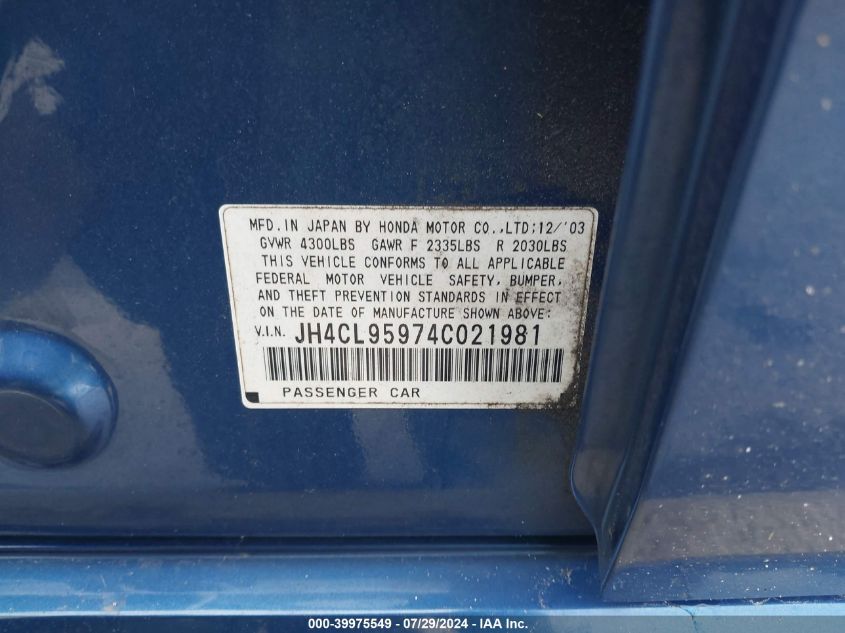 MFD. IN JAPAN BY HONDA MOTOR CO.,LTD;12/'03
GVWR 4300LBS GAWR F 2335LBS R 2030LBS
THIS VEHICLE CONFORMS TO ALL APPLICABLE
FEDERAL MOTOR VEHICLE SAFETY, BUMPER,
AND THEFT PREVENTION STANDARDS IN EFFECT
ON THE DATE OF MANUFACTURE SHOWN ABOVE:
V.I.N. JH4CL95974C021981
PASSENGER CAR
000-39975549 - 07/29/2024 - IAA Inc.